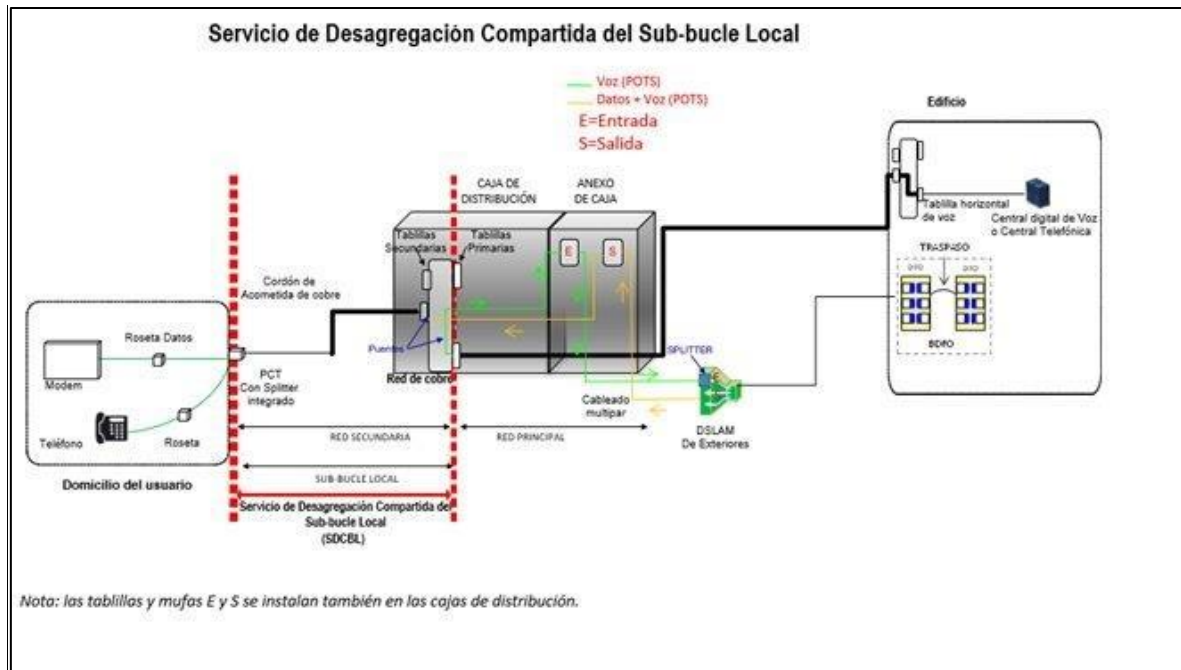 Servicio de Desagregación Compartida del Sub-bucle Local
Voz (POTS)
Datos + Voz (POTS)
E=Entrada
S=Salida
Edificio
CAJA DE
DISTRIBUCIÓN
ANEXO
DE CAJA
Tablillas
Secundarias
Tablillas
Primarias
E
S
Tablilla horizontal
de voz
Central digital de Voz
o Central Telefónica
TRASPASO
DFO
DFO
BDFO
Cordón de
Acometida de cobre
Puentes
Red de cobre
Roseta Datos
Modem
PCT
Con Splitter
integrado
Teléfono
Roseta
SPLITTER
Cableado
multipar
DSLAM
De Exteriores
RED SECUNDARIA
RED PRINCIPAL
SUB-BUCLE LOCAL
Domicilio del usuario
Servicio de Desagregación Compartida del
Sub-bucle Local
(SDCBL)
Nota: las tablillas y mufas E y S se instalan también en las cajas de distribución.